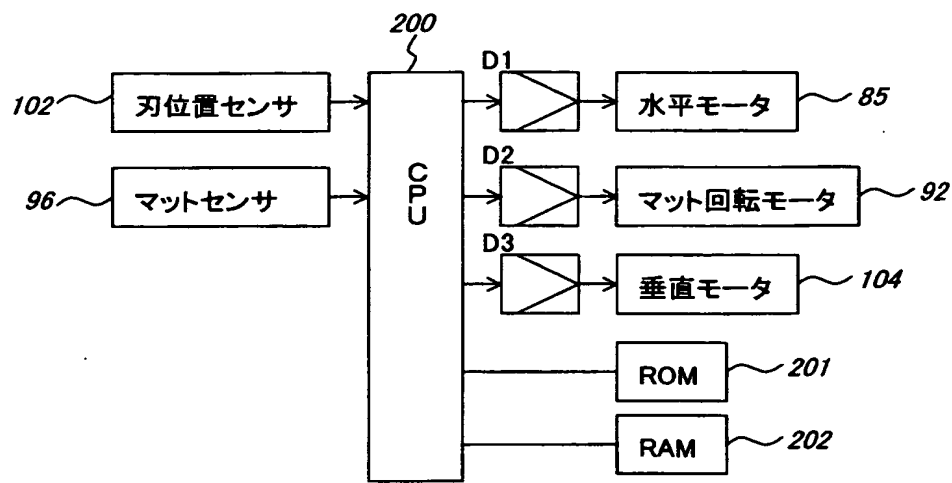 200
102
刃位置センサ
D1
水平モータ
85
96
マットセンサ
CPU
D2
マット回転モータ
92
D3
垂直モータ
104
ROM
201
RAM
202